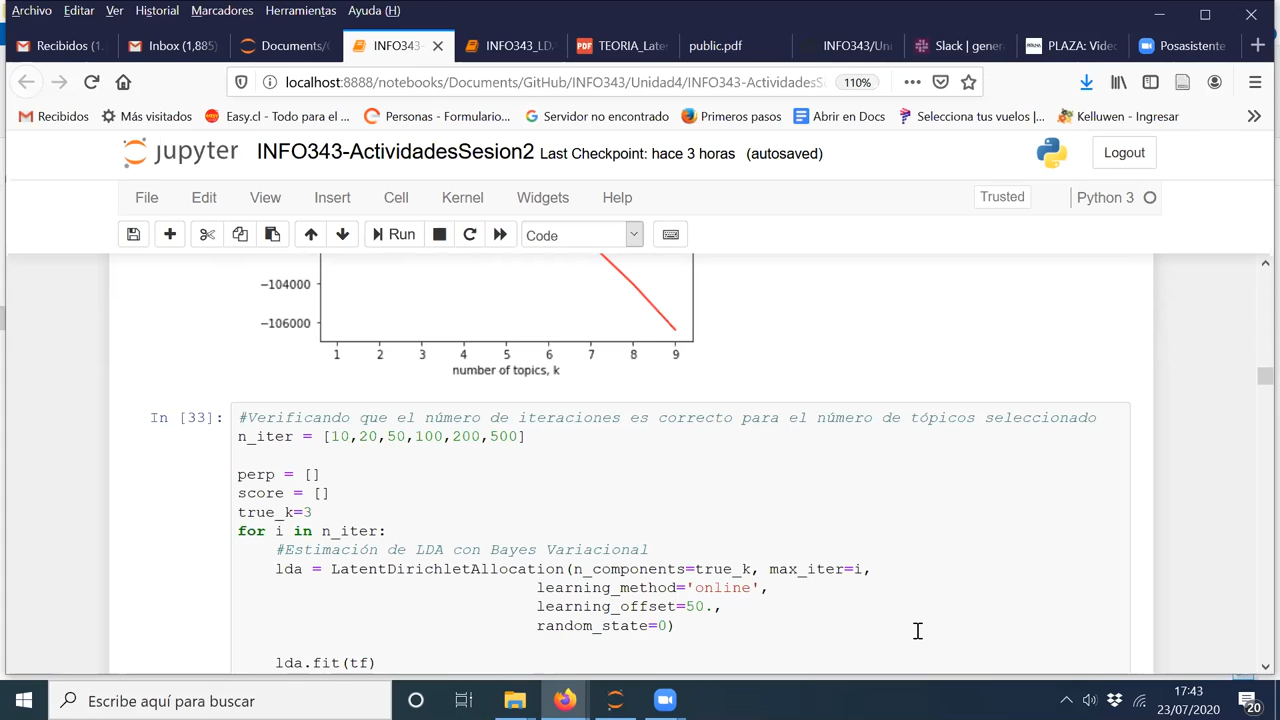 Archivo Editar Ver Historial Marcadores Herramientas Ayuda (H)
Recibidos (1. Inbox (1,885) Documents/( INFO343- INFO343_LD. PDF TEORIA_Late public.pdf INFO343/Uni Slack | gene PLAZA: Vide Posasistente
localhost:8888/notebooks/Documents/GitHub/INFO343/Unidad4/INFO343-ActividadesSe 110%
Recibidos Más visitados Easy.cl - Todo para el ... Personas - Formulario... Servidor no encontrado Primeros pasos Abrir en Docs Selecciona tus vuelos |... Kelluwen - Ingresar
jupyter INFO343-ActividadesSesion2 Last Checkpoint: hace 3 horas (autosaved) Logout
File Edit View Insert Cell Kernel Widgets Help Trusted Python 3
Run Code
−104000
−106000
1 2 3 4 5 6 7 8 9
number of topics, k
In [33]: #Verificando que el número de iteraciones es correcto para el número de tópicos seleccionado
n_iter = [10,20,50,100,200,500]
perp = []
score = []
true_k=3
for i in n_iter:
#Estimación de LDA con Bayes Variacional
lda = LatentDirichletAllocation(n_components=true_k, max_iter=i,
learning_method='online',
learning_offset=50.,
random_state=0)
lda.fit(tf)
Escribe aquí para buscar
17:43
23/07/2020
20